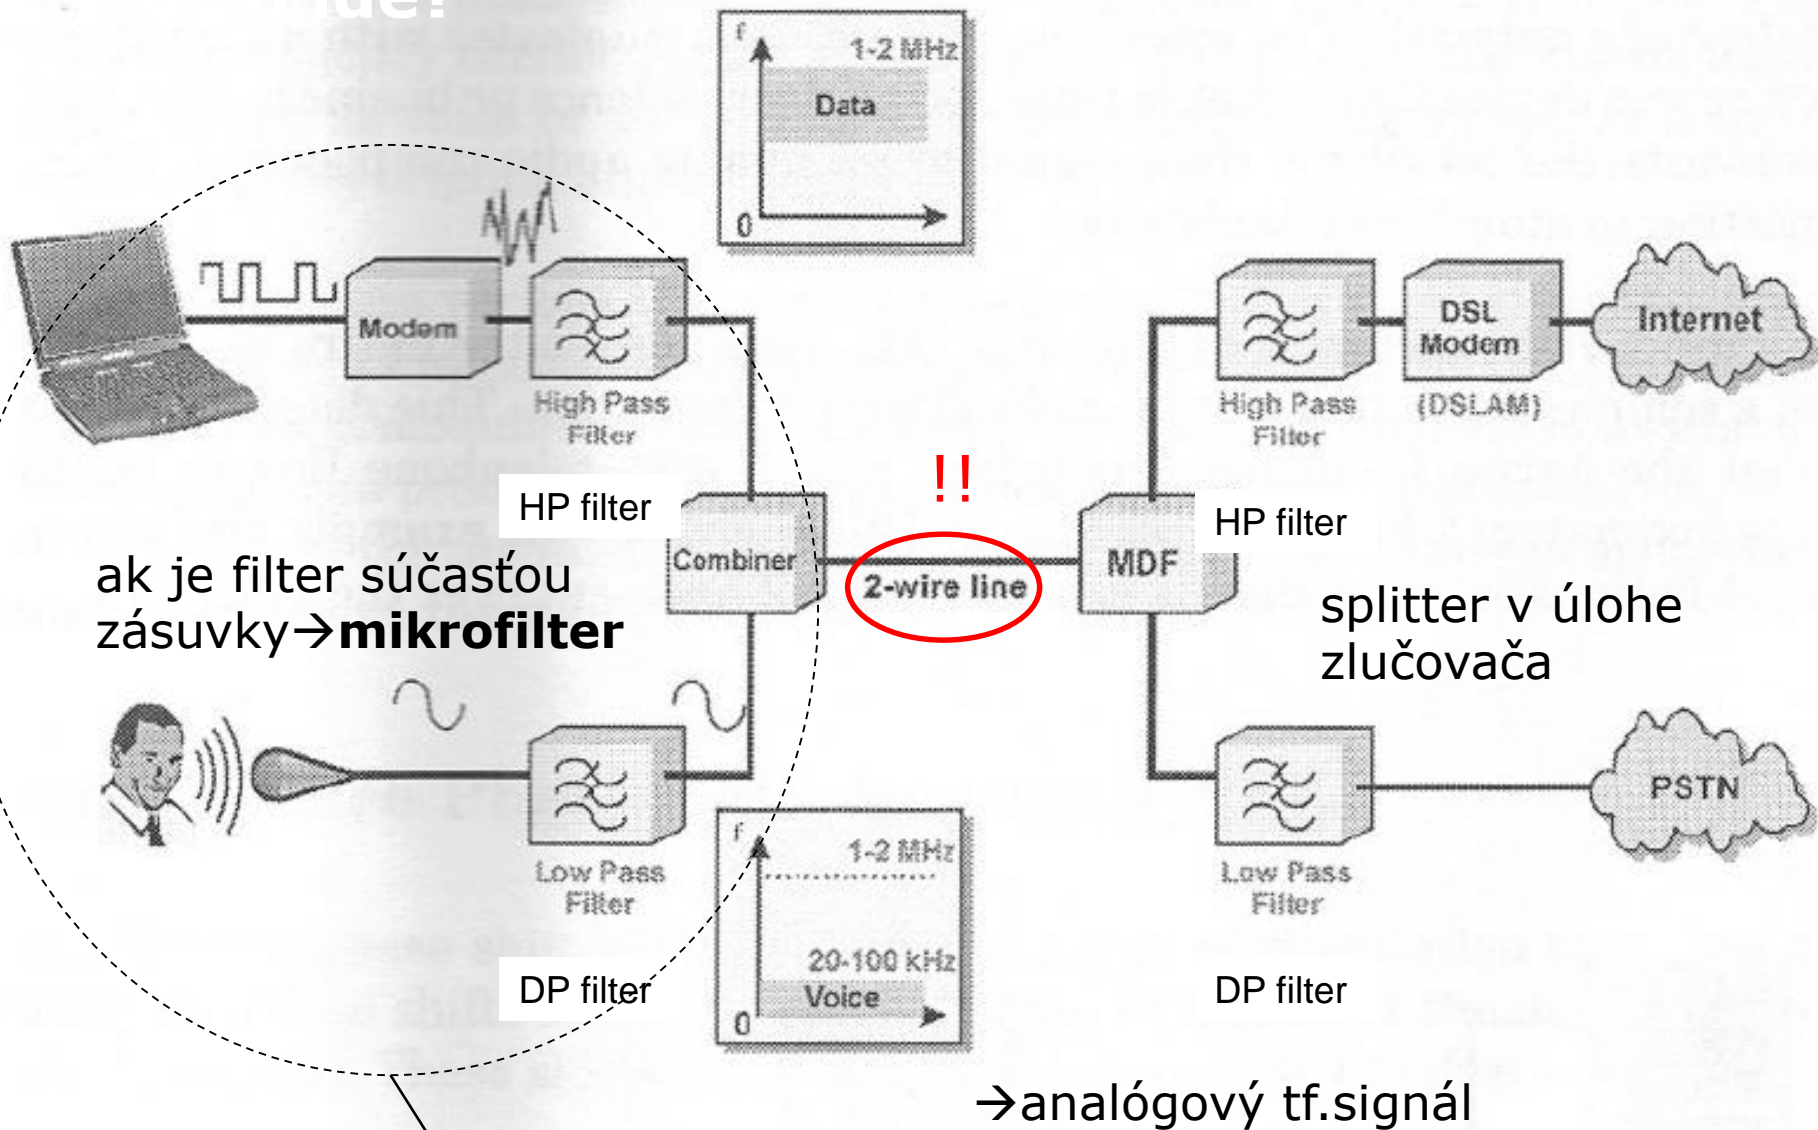 f
1-2 MHz
Data
0
Modem
High Pass
Filter
HP filter
Combiner
!!
2-wire line
MDF
High Pass
Filter
HP filter
DSL
Modem
(DSLAM)
Internet
ak je filter súčasťou
zásuvky→mikrofilter
splitter v úlohe
zlučovača
Low Pass
Filter
DP filter
f
1-2 MHz
20-100 kHz
Voice
0
Low Pass
Filter
DP filter
PSTN
→analógový tf.signál